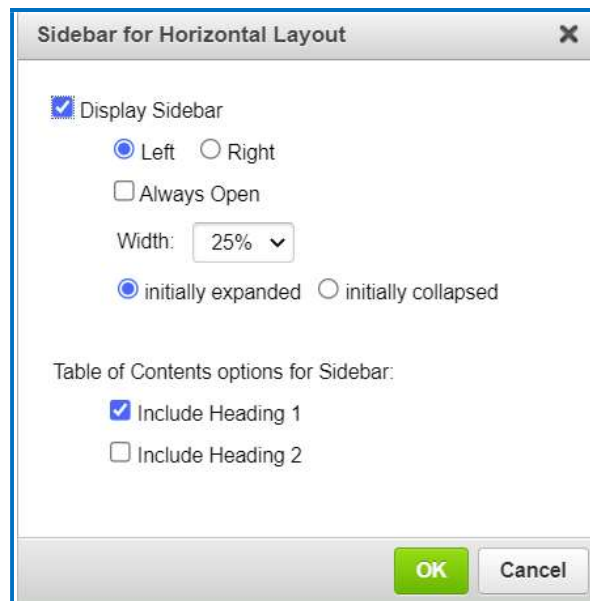 Sidebar for Horizontal Layout
Display Sidebar
Left Right
Always Open
Width: 25%
initially expanded initially collapsed
Table of Contents options for Sidebar:
Include Heading 1
Include Heading 2
OK Cancel